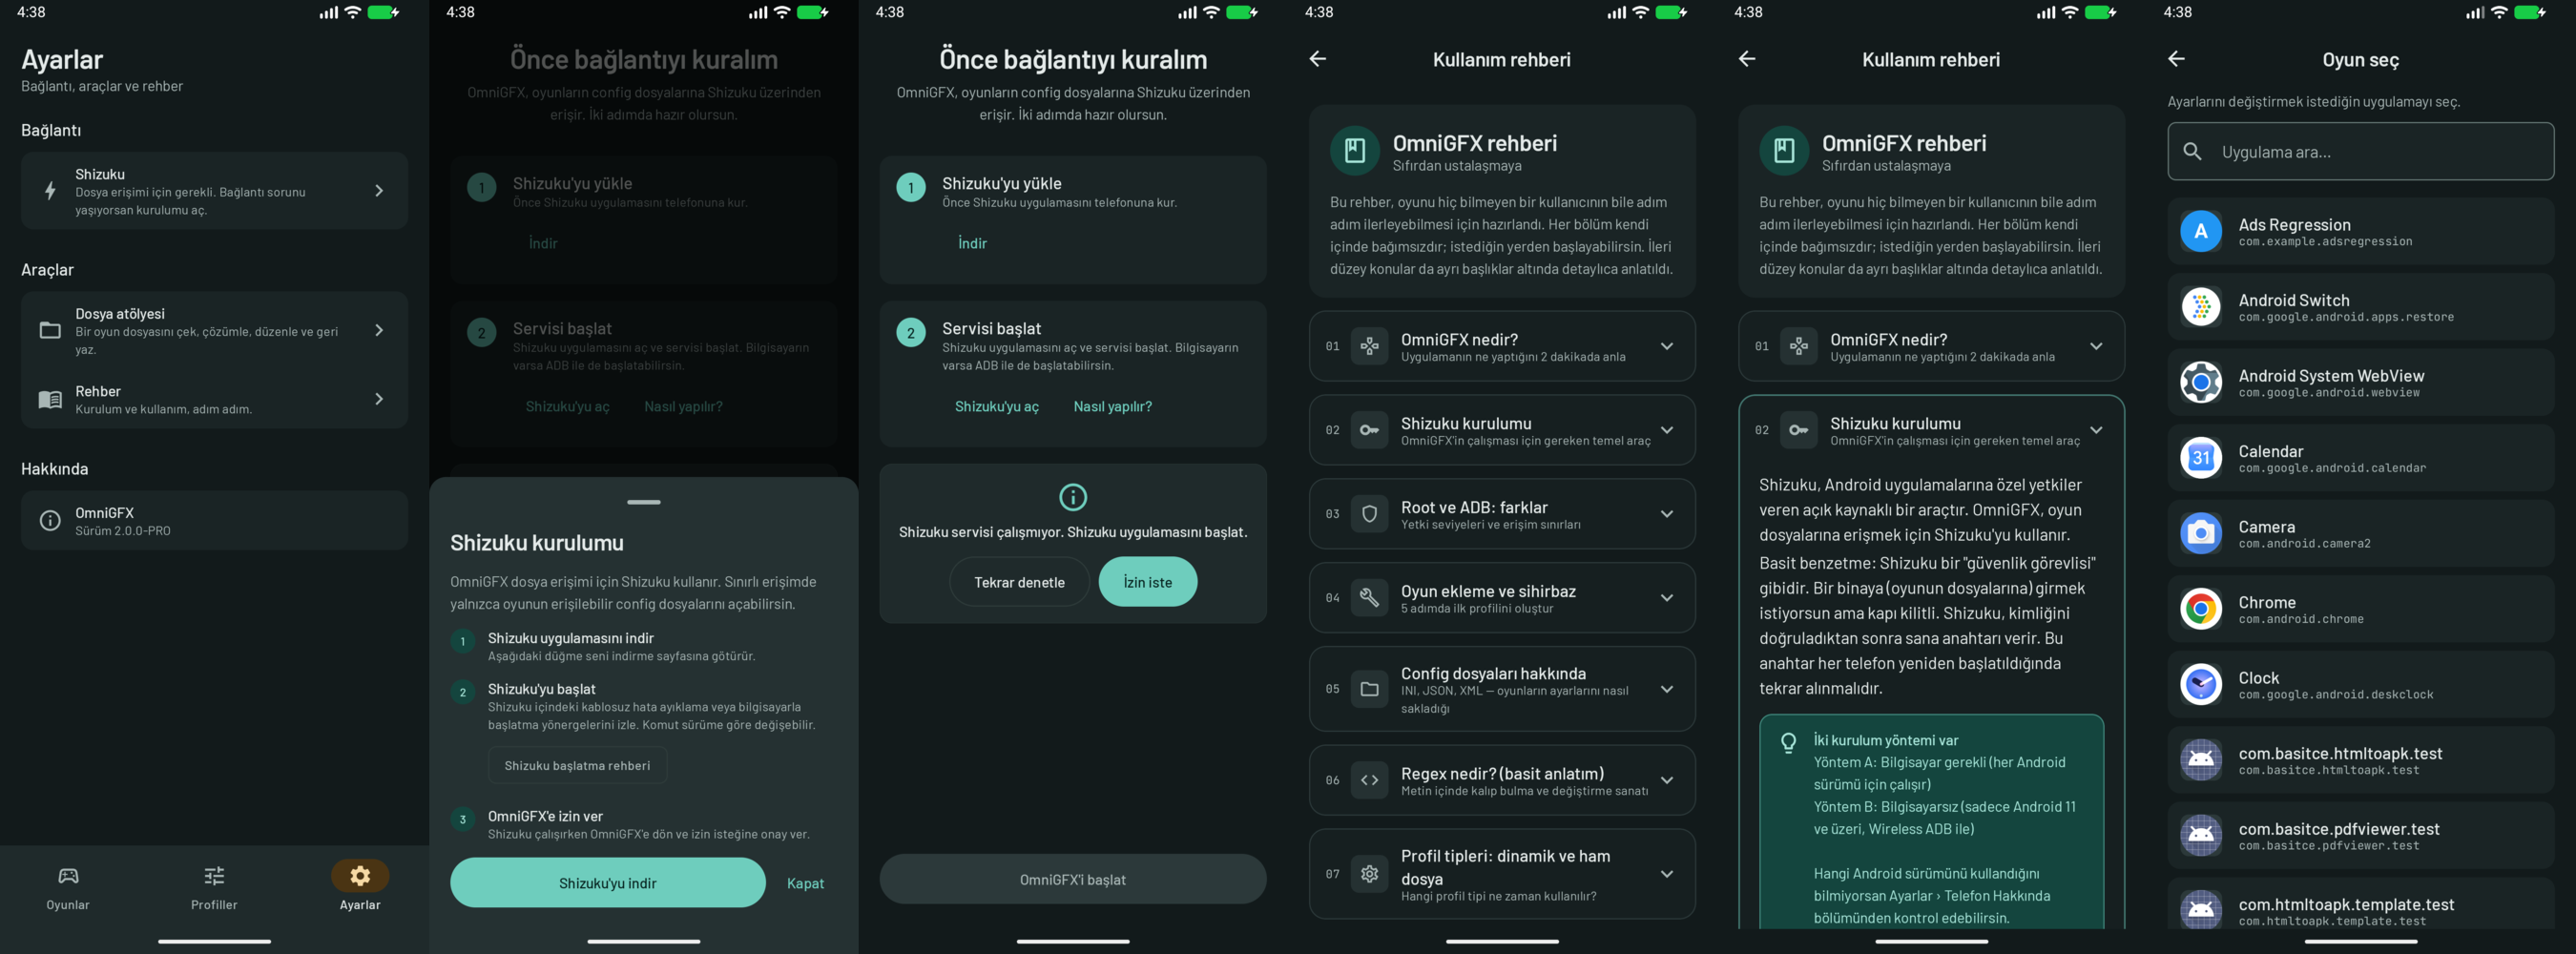 4:38
Ayarlar
Bağlantı, araçlar ve rehber
Bağlantı
Shizuku
Dosya erişimi için gerekli. Bağlantı sorunu
yaşıyorsan kurulumu aç.
Araçlar
Dosya atölyesi
Bir oyun dosyasını çek, çözümle, düzenle ve geri
yaz.
Rehber
Kurulum ve kullanım, adım adım.
Hakkında
OmniGFX
Sürüm 2.0.0-PRO
Oyunlar
Profiller
Ayarlar
4:38
Önce bağlantıyı kuralım
OmniGFX, oyunların config dosyalarına Shizuku üzerinden
erişir. İki adımda hazır olursun.
1
Shizuku'yu yükle
Önce Shizuku uygulamasını telefonuna kur.
İndir
2
Servisi başlat
Shizuku uygulamasını aç ve servisi başlat. Bilgisayarın
varsa ADB ile de başlatabilirsin.
Shizuku'yu aç
Nasıl yapılır?
Shizuku kurulumu
OmniGFX dosya erişimi için Shizuku kullanır. Sınırlı erişimde
yalnızca oyunun erişilebilir config dosyalarını açabilirsin.
1
Shizuku uygulamasını indir
Aşağıdaki düğme seni indirme sayfasına götürür.
2
Shizuku'yu başlat
Shizuku içindeki kablosuz hata ayıklama veya bilgisayarla
başlatma yönergelerini izle. Komut sürüme göre değişebilir.
Shizuku başlatma rehberi
3
OmniGFX'e izin ver
Shizuku çalışırken OmniGFX'e dön ve izin isteğine onay ver.
Shizuku'yu indir
Kapat
4:38
Önce bağlantıyı kuralım
OmniGFX, oyunların config dosyalarına Shizuku üzerinden
erişir. İki adımda hazır olursun.
1
Shizuku'yu yükle
Önce Shizuku uygulamasını telefonuna kur.
İndir
2
Servisi başlat
Shizuku uygulamasını aç ve servisi başlat. Bilgisayarın
varsa ADB ile de başlatabilirsin.
Shizuku'yu aç
Nasıl yapılır?
Shizuku servisi çalışmıyor. Shizuku uygulamasını başlat.
Tekrar denetle
İzin iste
OmniGFX'i başlat
4:38
Kullanım rehberi
OmniGFX rehberi
Sıfırdan ustalaşmaya
Bu rehber, oyunu hiç bilmeyen bir kullanıcının bile adım
adım ilerleyebilmesi için hazırlandı. Her bölüm kendi
içinde bağımsızdır; istediğin yerden başlayabilirsin. İleri
düzey konular da ayrı başlıklar altında detaylıca anlatıldı.
01
OmniGFX nedir?
Uygulamanın ne yaptığını 2 dakikada anla
02
Shizuku kurulumu
OmniGFX'in çalışması için gereken temel araç
03
Root ve ADB: farklar
Yetki seviyeleri ve erişim sınırları
04
Oyun ekleme ve sihirbaz
5 adımda ilk profilini oluştur
05
Config dosyaları hakkında
INI, JSON, XML — oyunların ayarlarını nasıl
sakladığı
06
Regex nedir? (basit anlatım)
Metin içinde kalıp bulma ve değiştirme sanatı
07
Profil tipleri: dinamik ve ham
dosya
Hangi profil tipi ne zaman kullanılır?
4:38
Kullanım rehberi
OmniGFX rehberi
Sıfırdan ustalaşmaya
Bu rehber, oyunu hiç bilmeyen bir kullanıcının bile adım
adım ilerleyebilmesi için hazırlandı. Her bölüm kendi
içinde bağımsızdır; istediğin yerden başlayabilirsin. İleri
düzey konular da ayrı başlıklar altında detaylıca anlatıldı.
01
OmniGFX nedir?
Uygulamanın ne yaptığını 2 dakikada anla
02
Shizuku kurulumu
OmniGFX'in çalışması için gereken temel araç
Shizuku, Android uygulamalarına özel yetkiler
veren açık kaynaklı bir araçtır. OmniGFX, oyun
dosyalarına erişmek için Shizuku'yu kullanır.
Basit benzetme: Shizuku bir "güvenlik görevlisi"
gibidir. Bir binaya (oyunun dosyalarına) girmek
istiyorsun ama kapı kilitli. Shizuku, kimliğini
doğruladıktan sonra sana anahtarı verir. Bu
anahtar her telefon yeniden başlatıldığında
tekrar alınmalıdır.
İki kurulum yöntemi var
Yöntem A: Bilgisayar gerekli (her Android
sürümü için çalışır)
Yöntem B: Bilgisayarsız (sadece Android 11
ve üzeri, Wireless ADB ile)
Hangi Android sürümünü kullandığını
bilmiyorsan Ayarlar › Telefon Hakkında
bölümünden kontrol edebilirsin.
4:38
Oyun seç
Ayarlarını değiştirmek istediğin uygulamayı seç.
Uygulama ara...
A
Ads Regression
com.example.adsregression
Android Switch
com.google.android.apps.restore
Android System WebView
com.google.android.webview
31
Calendar
com.google.android.calendar
Camera
com.android.camera2
Chrome
com.android.chrome
Clock
com.google.android.deskclock
com.basitce.htmltoapk.test
com.basitce.htmltoapk.test
com.basitce.pdfviewer.test
com.basitce.pdfviewer.test
com.htmltoapk.template.test
com.htmltoapk.template.test